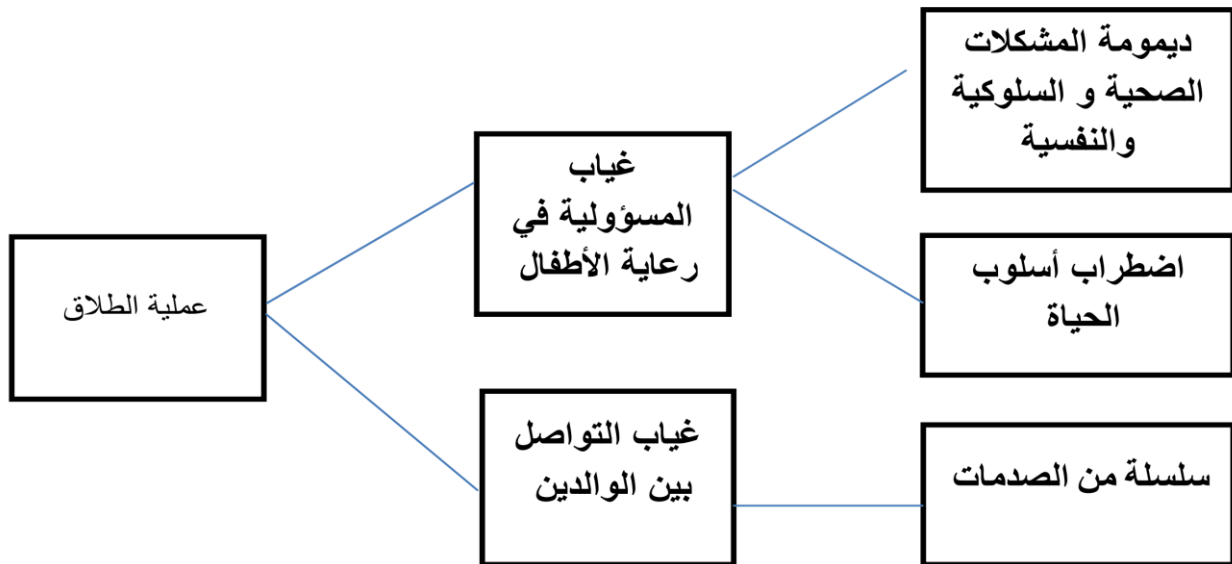 ديمومة المشكلات
الصحية و السلوكية
والنفسية
غياب
المسؤولية في
رعاية الأطفال
اضطراب أسلوب
الحياة
عملية الطلاق
غياب التواصل
بين الوالدين
سلسلة من الصدمات